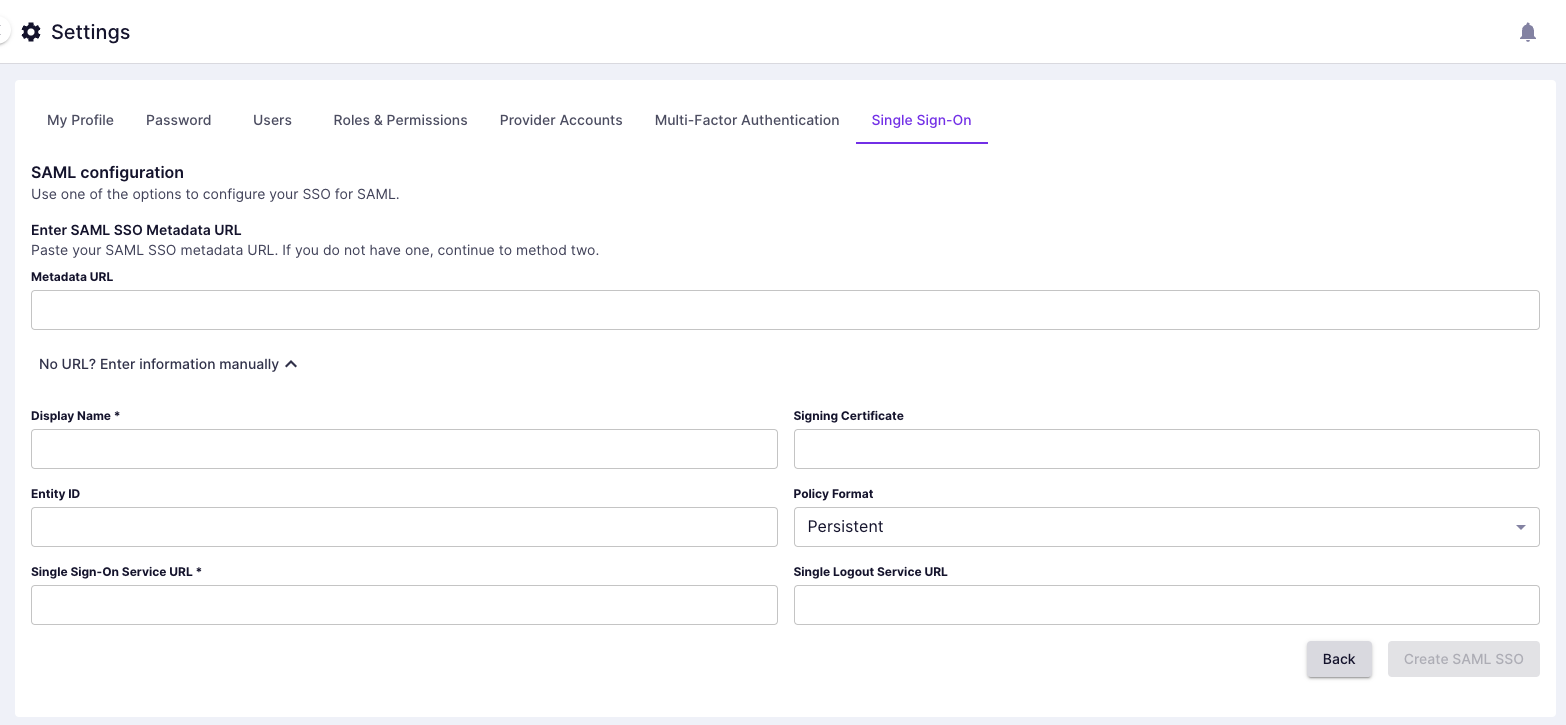 Settings
My Profile Password Users Roles & Permissions Provider Accounts Multi-Factor Authentication Single Sign-On
SAML configuration
Use one of the options to configure your SSO for SAML.
Enter SAML SSO Metadata URL
Paste your SAML SSO metadata URL. If you do not have one, continue to method two.
Metadata URL
No URL? Enter information manually
Display Name * Signing Certificate
Entity ID Policy Format
Persistent
Single Sign-On Service URL * Single Logout Service URL
Back Create SAML SSO